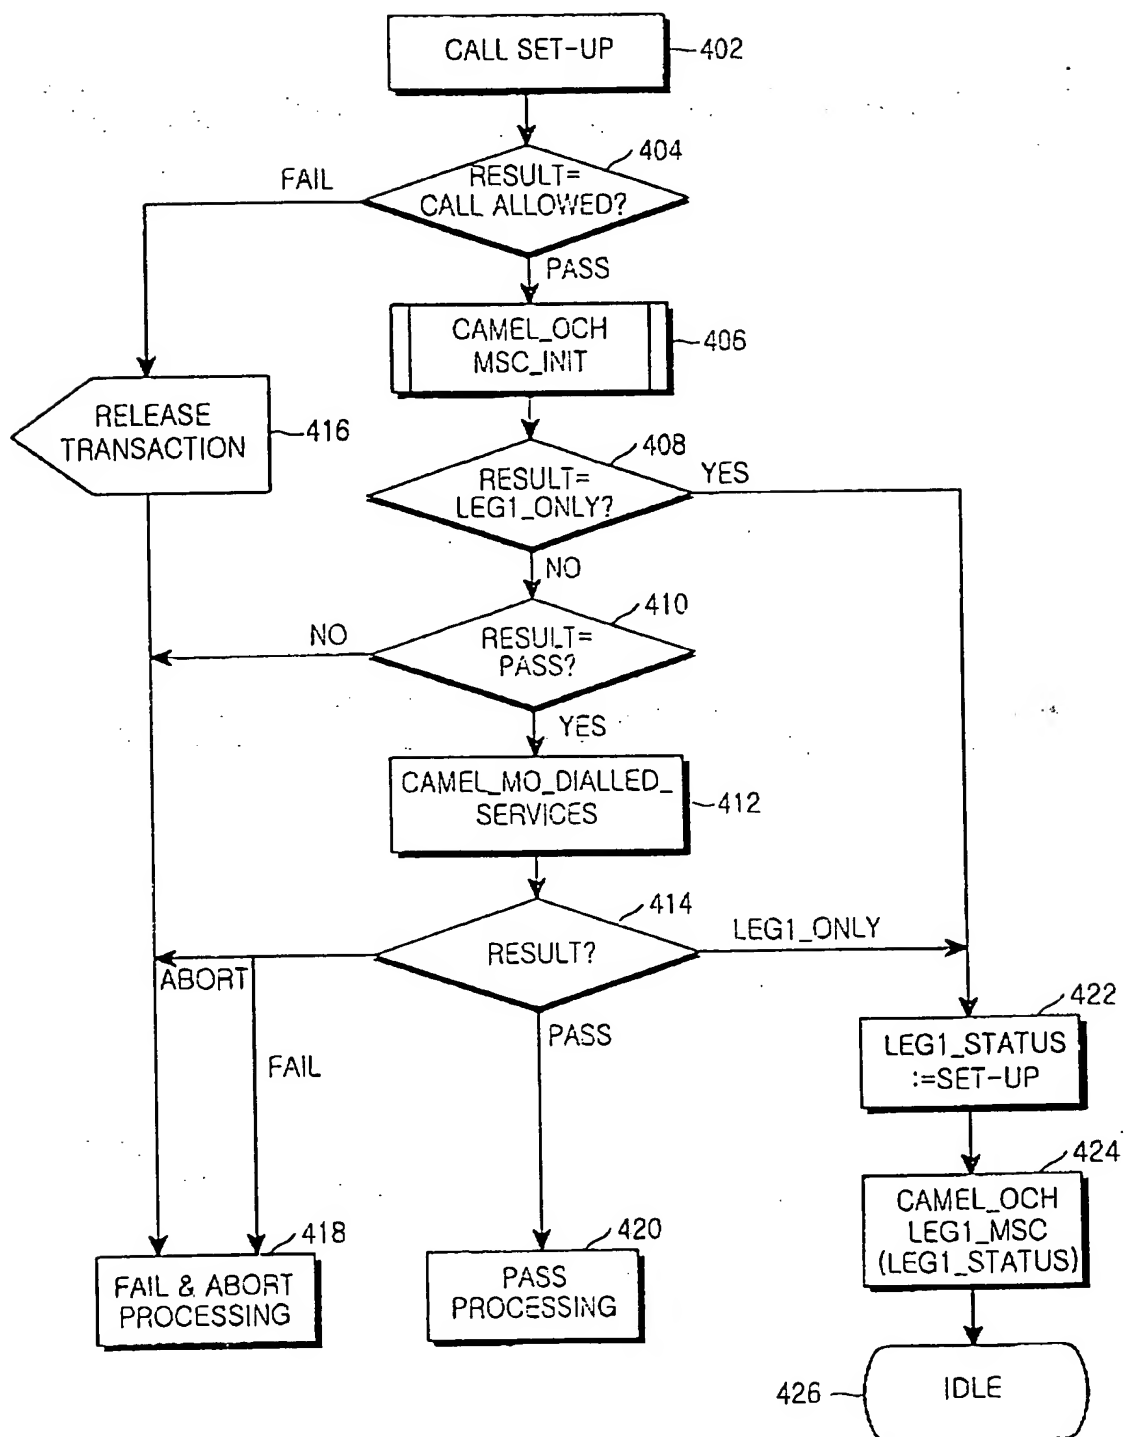 CALL SET-UP
402
404
RESULT=
CALL ALLOWED?
FAIL
PASS
CAMEL_OCH
MSC_INIT
406
RELEASE
TRANSACTION
416
408
RESULT=
LEG1_ONLY?
YES
NO
410
RESULT=
PASS?
NO
YES
CAMEL_MO_DIALLED_
SERVICES
412
414
RESULT?
LEG1_ONLY
ABORT
FAIL
PASS
422
LEG1_STATUS
:=SET-UP
424
CAMEL_OCH
LEG1_MSC
(LEG1_STATUS)
418
FAIL & ABORT
PROCESSING
420
PASS
PROCESSING
426
IDLE